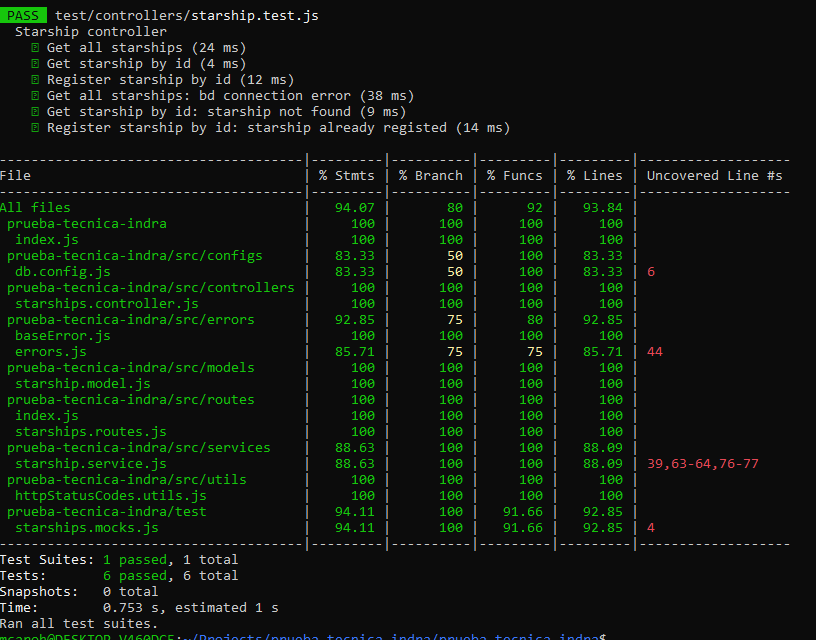 PASS test/controllers/starship.test.js
Starship controller
Get all starships (24 ms)
Get starship by id (4 ms)
Register starship by id (12 ms)
Get all starships: bd connection error (38 ms)
Get starship by id: starship not found (9 ms)
Register starship by id: starship already registed (14 ms)
--------------------------------------|----------|----------|---------|---------|-------------------
File | % Stmts | % Branch | % Funcs | % Lines | Uncovered Line #s
--------------------------------------|----------|----------|---------|---------|-------------------
All files | 94.07 | 80 | 92 | 93.84 |
prueba-tecnica-indra | 100 | 100 | 100 | 100 |
index.js | 100 | 100 | 100 | 100 |
prueba-tecnica-indra/src/configs | 83.33 | 50 | 100 | 83.33 |
db.config.js | 83.33 | 50 | 100 | 83.33 | 6
prueba-tecnica-indra/src/controllers | 100 | 100 | 100 | 100 |
starships.controller.js | 100 | 100 | 100 | 100 |
prueba-tecnica-indra/src/errors | 92.85 | 75 | 80 | 92.85 |
baseError.js | 100 | 100 | 100 | 100 |
errors.js | 85.71 | 75 | 75 | 85.71 | 44
prueba-tecnica-indra/src/models | 100 | 100 | 100 | 100 |
starship.model.js | 100 | 100 | 100 | 100 |
prueba-tecnica-indra/src/routes | 100 | 100 | 100 | 100 |
index.js | 100 | 100 | 100 | 100 |
starships.routes.js | 100 | 100 | 100 | 100 |
prueba-tecnica-indra/src/services | 88.63 | 100 | 100 | 88.09 |
starship.service.js | 88.63 | 100 | 100 | 88.09 | 39,63-64,76-77
prueba-tecnica-indra/src/utils | 100 | 100 | 100 | 100 |
httpStatusCodes.utils.js | 100 | 100 | 100 | 100 |
prueba-tecnica-indra/test | 94.11 | 100 | 91.66 | 92.85 |
starships.mocks.js | 94.11 | 100 | 91.66 | 92.85 | 4
--------------------------------------|----------|----------|---------|---------|-------------------
Test Suites: 1 passed, 1 total
Tests: 6 passed, 6 total
Snapshots: 0 total
Time: 0.753 s, estimated 1 s
Ran all test suites.
:~/Projects/prueba-tecnica-indra/prueba-tecnica-indra$